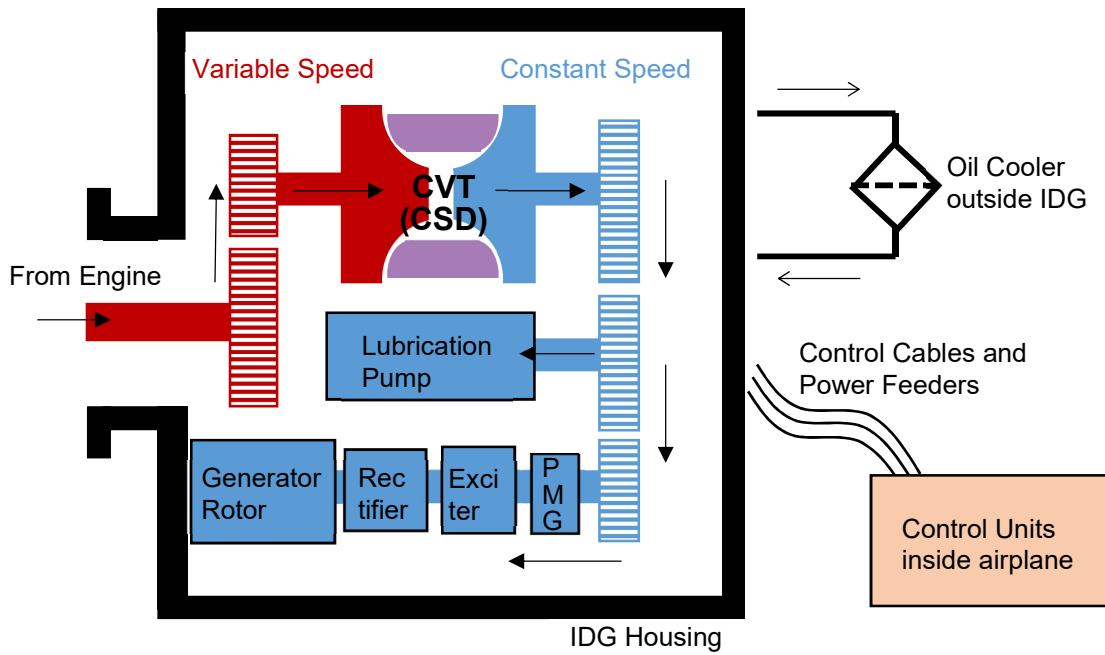 Variable Speed
Constant Speed
CVT
(CSD)
Oil Cooler
outside IDG
From Engine
Lubrication
Pump
Control Cables and
Power Feeders
Generator
Rotor
Rec
tifier
Exci
ter
P
M
G
Control Units
inside airplane
IDG Housing